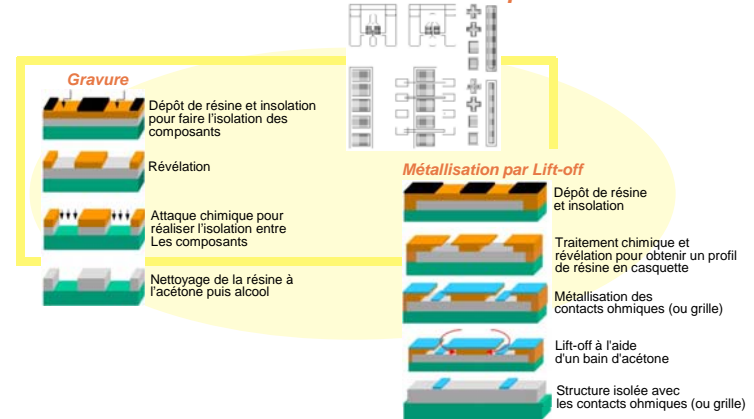 Gravure
Dépôt de résine et insolation
pour faire l'isolation des
composants
Révélation
Attaque chimique pour
réaliser l'isolation entre
Les composants
Nettoyage de la résine à
l'acétone puis alcool
Métallisation par Lift-off
Dépôt de résine
et insolation
Traitement chimique et
révélation pour obtenir un profil
de résine en casquette
Métallisation des
contacts ohmiques (ou grille)
Lift-off à l'aide
d'un bain d'acétone
Structure isolée avec
les contacts ohmiques (ou grille)